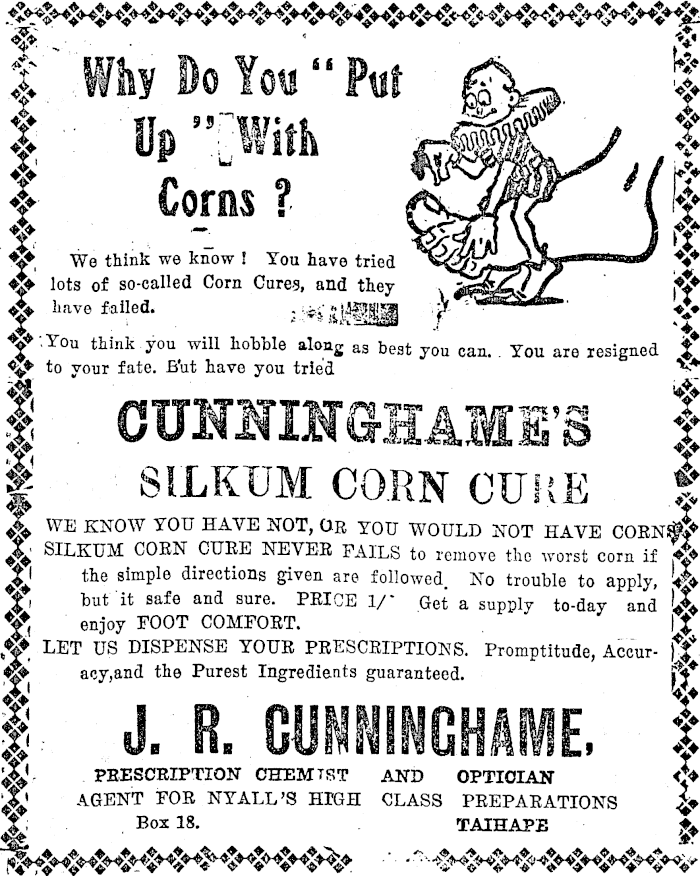 Why Do You “ Put
Up ” With
Corns ?
We think we know ! You have tried
lots of so-called Corn Cures, and they
have failed.
You think you will hobble along as best you can. . You are resigned
to your fate. But have you tried
CUNNINGHAME'S
SILKUM CORN CURE
WE KNOW YOU HAVE NOT, OR YOU WOULD NOT HAVE CORNS
SILKUM CORN CURE NEVER FAILS to remove the worst corn if
the simple directions given are followed. No trouble to apply,
but it safe and sure. PRICE 1/- Get a supply to-day and
enjoy FOOT COMFORT.
LET US DISPENSE YOUR PRESCRIPTIONS. Promptitude, Accur-
acy,and the Purest Ingredients guaranteed.
J. R. CUNNINGHAME,
PRESCRIPTION CHEMIST AND OPTICIAN
AGENT FOR NYALL'S HIGH CLASS PREPARATIONS
Box 18. TAIHAPE